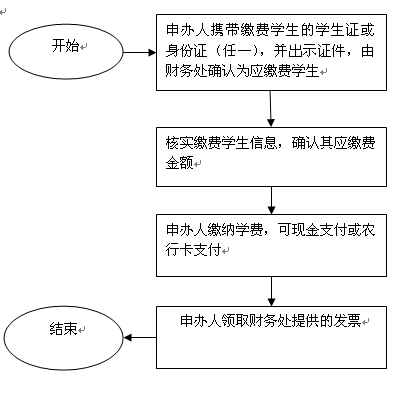 开始
申办人携带缴费学生的学生证或
身份证（任一），并出示证件，由
财务处确认为应缴费学生
核实缴费学生信息，确认其应缴费
金额
申办人缴纳学费，可现金支付或农
行卡支付
申办人领取财务处提供的发票
结束